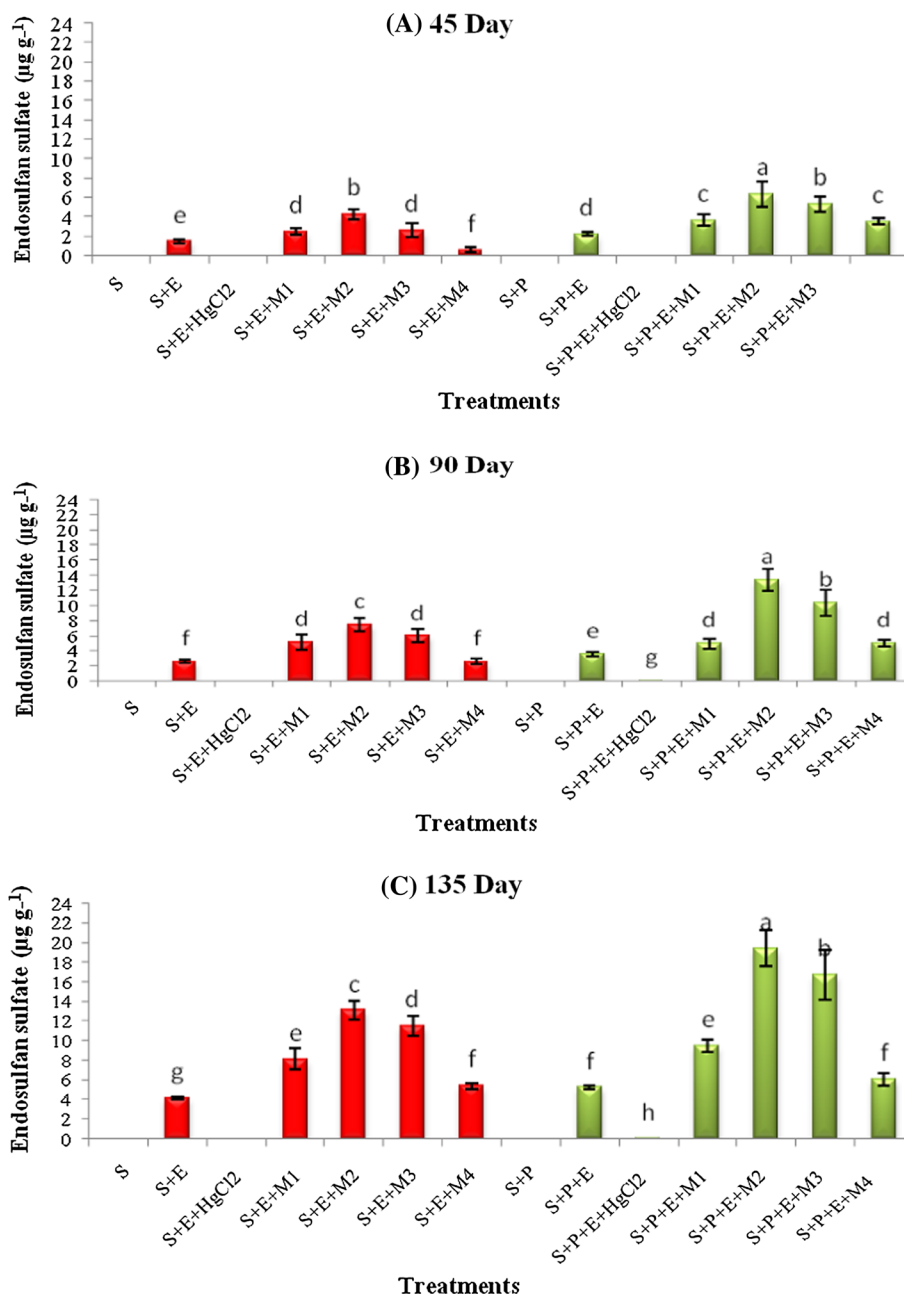 (A) 45 Day
Endosulfan sulfate (µg g-1)
24
22
20
18
16
14
12
10
8
6
4
2
0
e
d
b
d
f
d
c
a
b
c
S
S+E
S+E+HgCl2
S+E+M1
S+E+M2
S+E+M3
S+E+M4
S+P
S+P+E
S+P+E+HgCl2
S+P+E+M1
S+P+E+M2
S+P+E+M3
Treatments
(B) 90 Day
Endosulfan sulfate (µg g-1)
24
22
20
18
16
14
12
10
8
6
4
2
0
f
d
c
d
f
e
g
d
a
b
d
S
S+E
S+E+HgCl2
S+E+M1
S+E+M2
S+E+M3
S+E+M4
S+P
S+P+E
S+P+E+HgCl2
S+P+E+M1
S+P+E+M2
S+P+E+M3
S+P+E+M4
Treatments
(C) 135 Day
Endosulfan sulfate (µg g-1)
24
22
20
18
16
14
12
10
8
6
4
2
0
g
e
c
d
f
f
h
e
a
b
f
S
S+E
S+E+HgCl2
S+E+M1
S+E+M2
S+E+M3
S+E+M4
S+P
S+P+E
S+P+E+HgCl2
S+P+E+M1
S+P+E+M2
S+P+E+M3
S+P+E+M4
Treatments